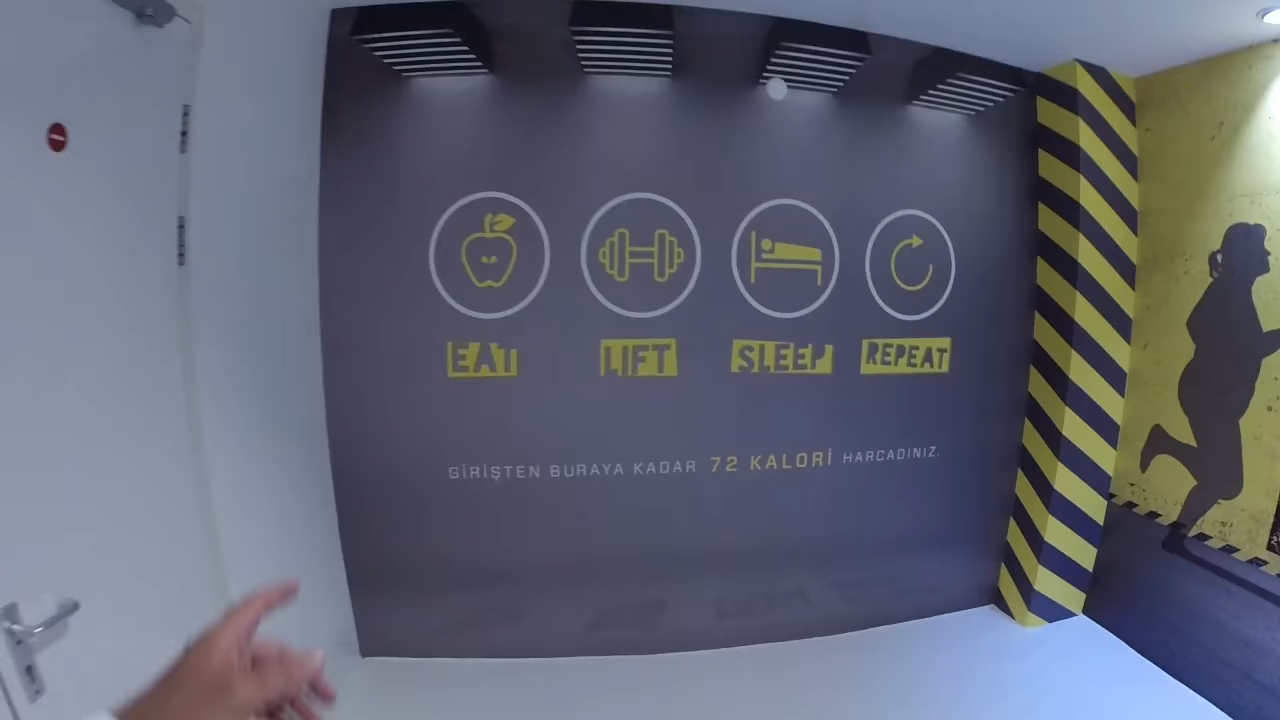 EAT LIFT SLEEP REPEAT
GİRİŞTEN BURAYA KADAR 72 KALORİ HARCADINIZ.